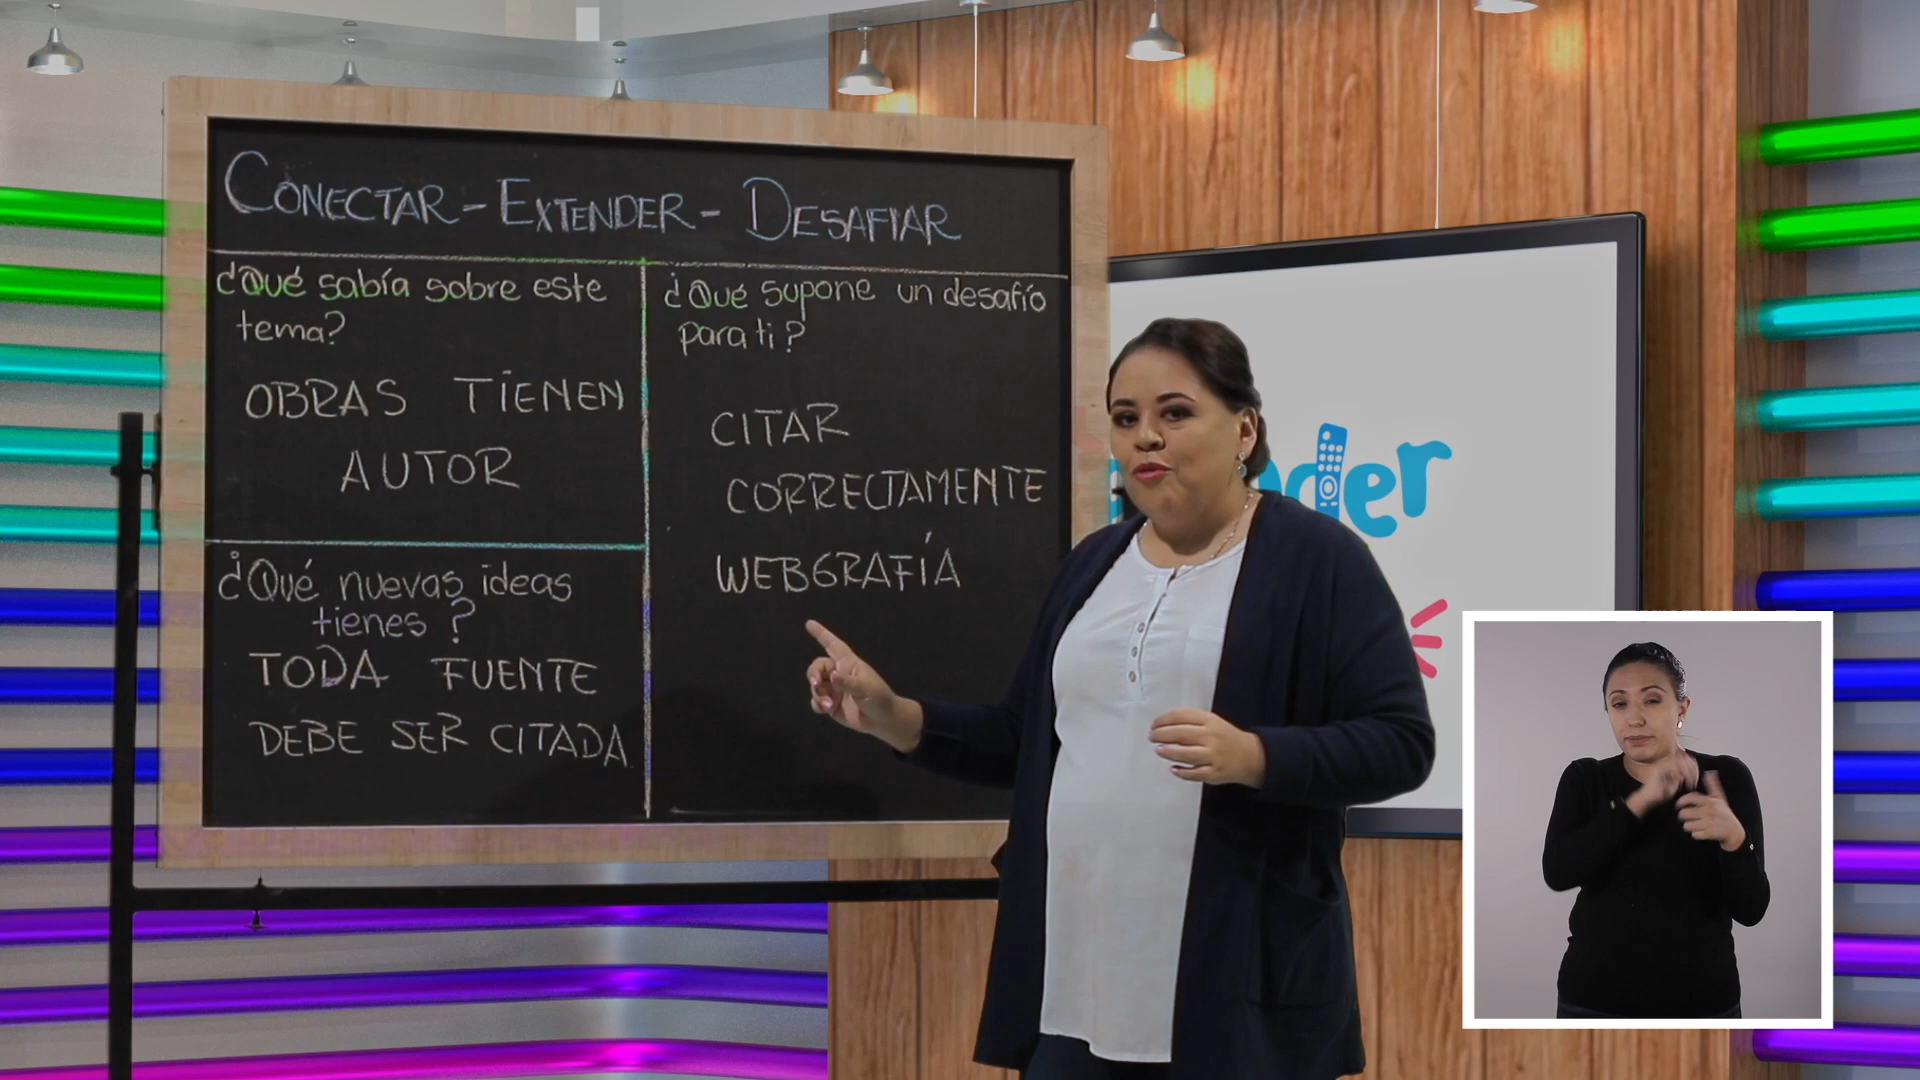 CONECTAR - EXTENDER - DESAFIAR
¿Qué sabía sobre este
tema?
OBRAS TIENEN
AUTOR
¿Qué nuevas ideas
tienes?
TODA FUENTE
DEBE SER CITADA
¿Qué supone un desafío
para ti?
CITAR
CORRECTAMENTE
WEBGRAFÍA
der